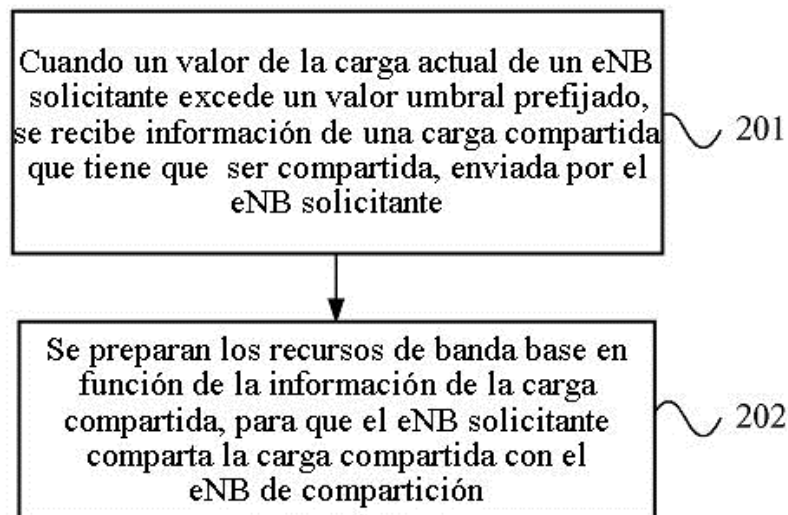 Cuando un valor de la carga actual de un eNB
solicitante excede un valor umbral prefijado,
se recibe información de una carga compartida
que tiene que ser compartida, enviada por el
eNB solicitante
201
Se preparan los recursos de banda base en
función de la información de la carga
compartida, para que el eNB solicitante
comparta la carga compartida con el
eNB de compartición
202